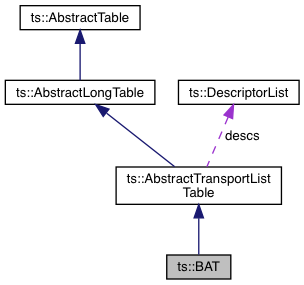 ts::AbstractTable
ts::AbstractLongTable
ts::DescriptorList
descs
ts::AbstractTransportList
Table
ts::BAT